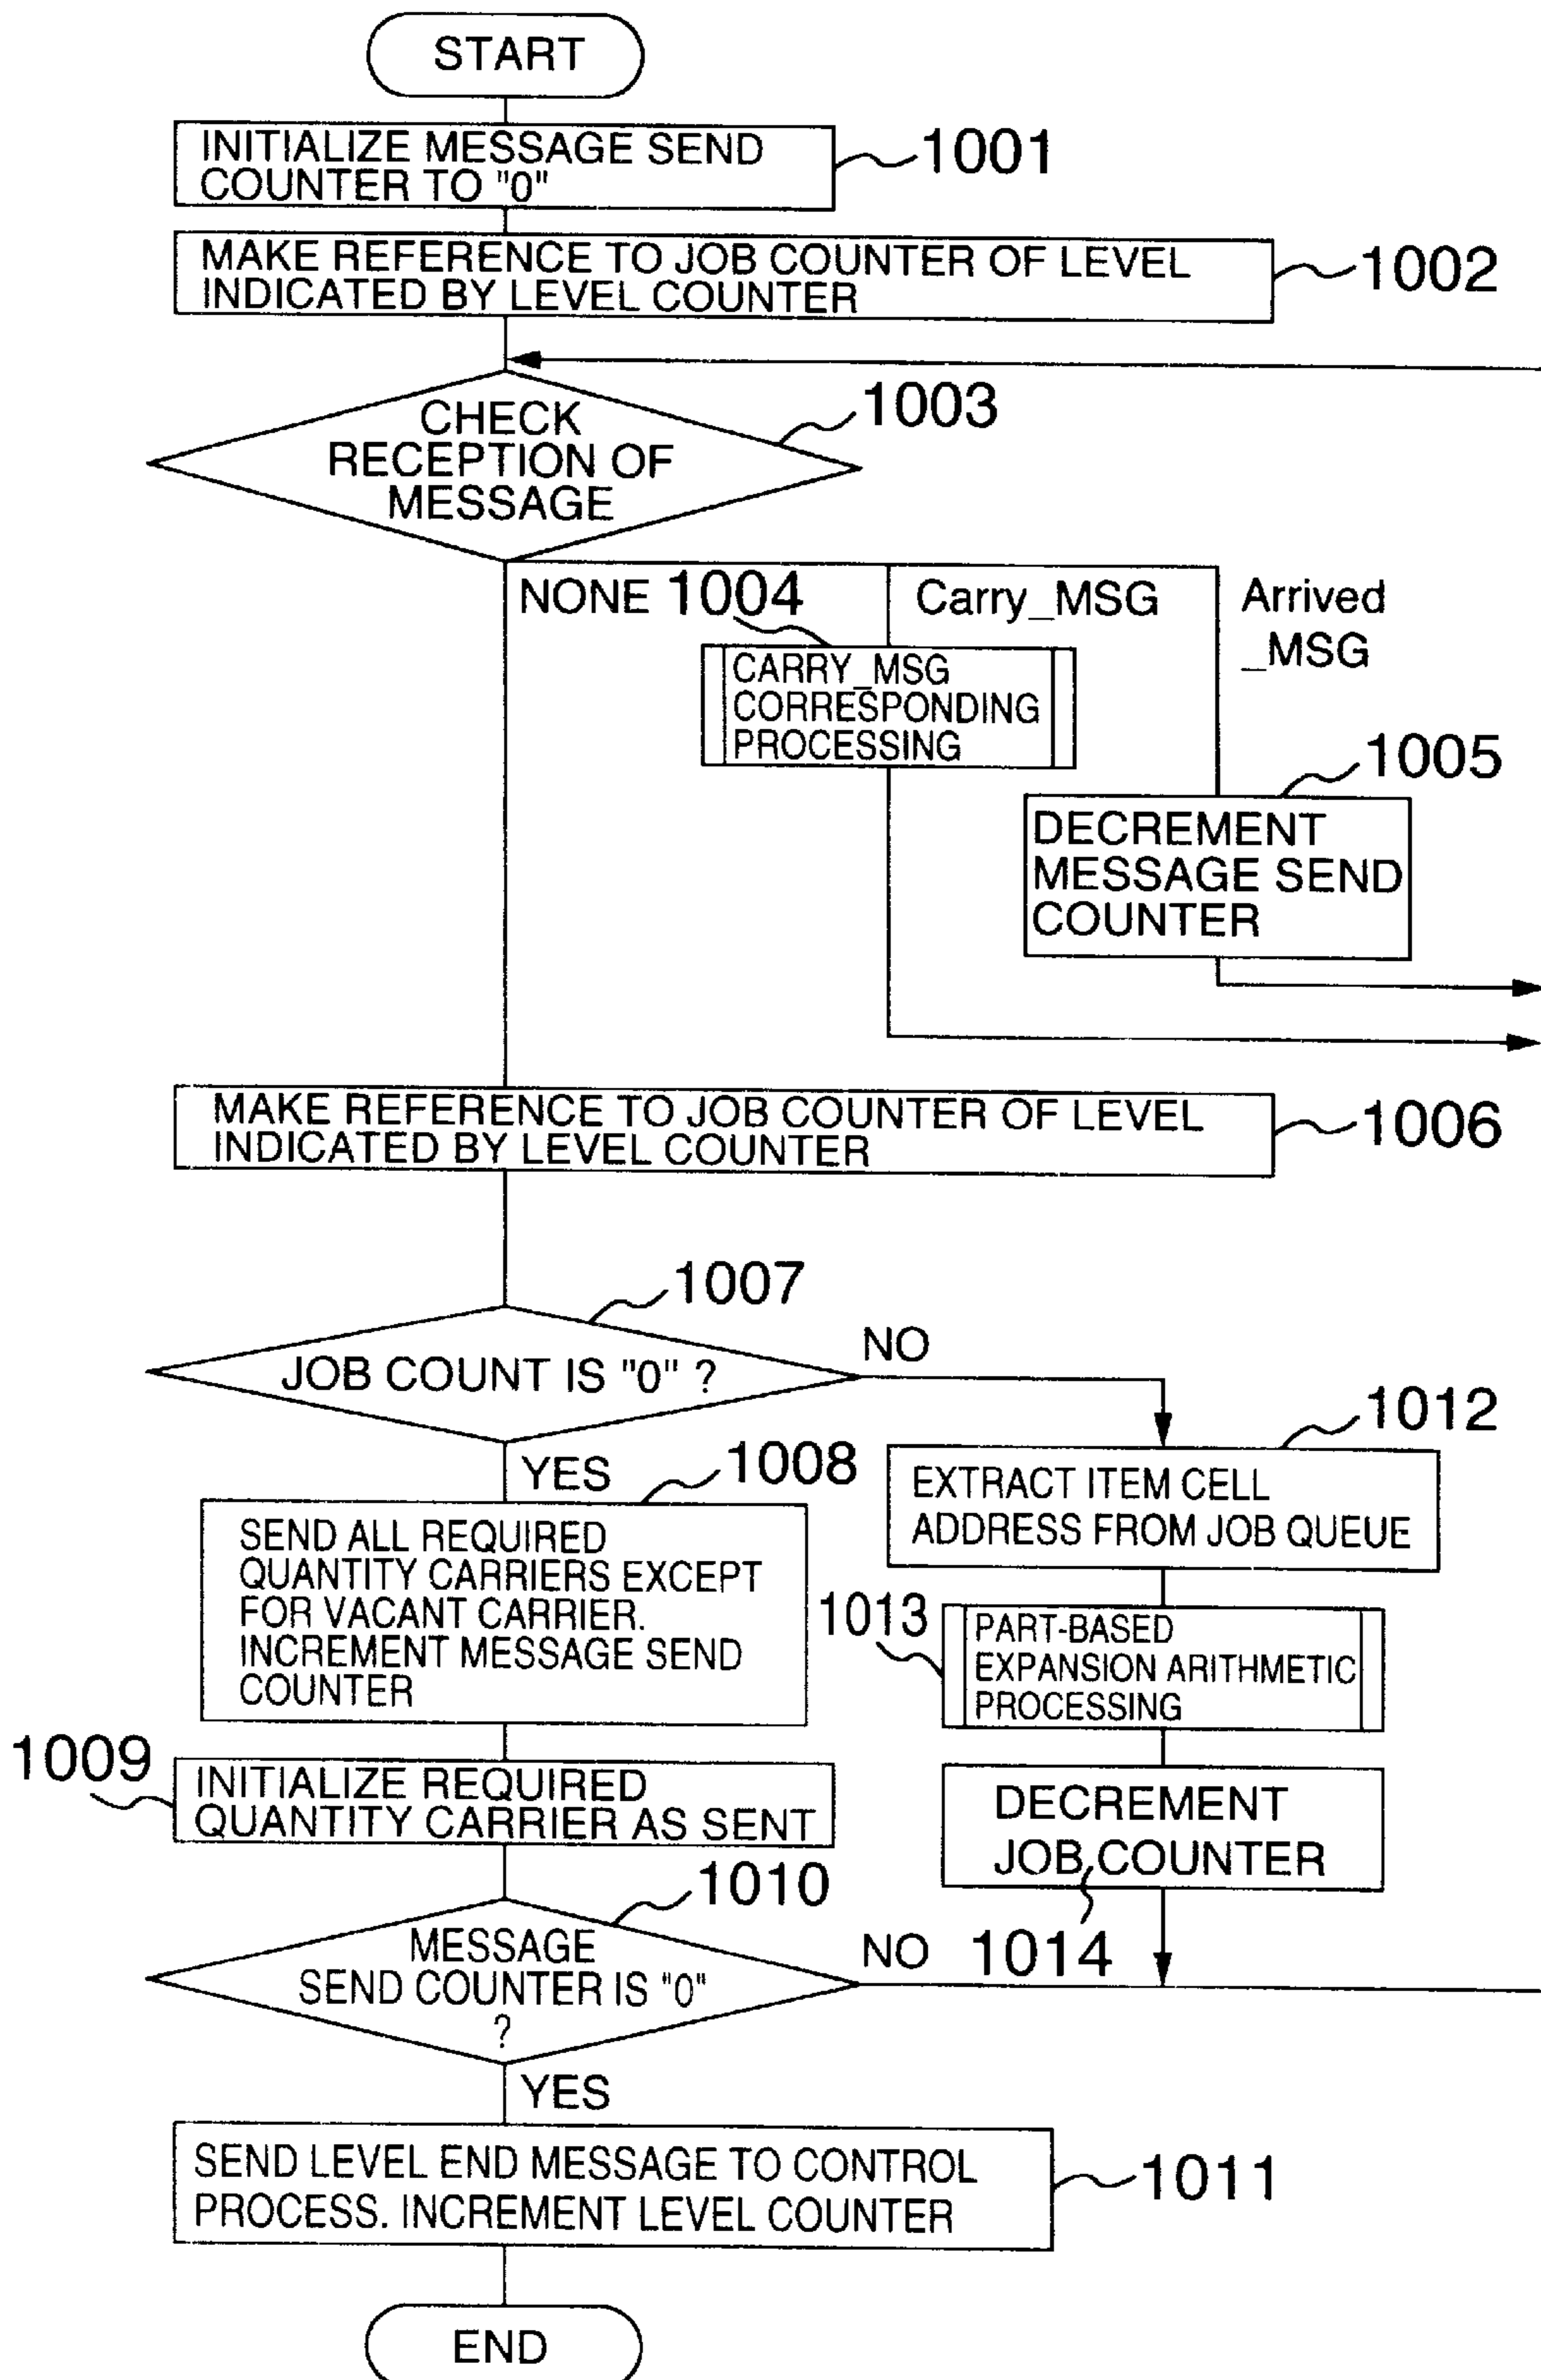 START
INITIALIZE MESSAGE SEND
COUNTER TO "0"
1001
MAKE REFERENCE TO JOB COUNTER OF LEVEL
INDICATED BY LEVEL COUNTER
1002
CHECK
RECEPTION OF
MESSAGE
1003
NONE
1004
Carry_MSG
Arrived
_MSG
CARRY_MSG
CORRESPONDING
PROCESSING
1005
DECREMENT
MESSAGE SEND
COUNTER
MAKE REFERENCE TO JOB COUNTER OF LEVEL
INDICATED BY LEVEL COUNTER
1006
1007
JOB COUNT IS "0" ?
NO
YES
1008
1012
EXTRACT ITEM CELL
ADDRESS FROM JOB QUEUE
SEND ALL REQUIRED
QUANTITY CARRIERS EXCEPT
FOR VACANT CARRIER.
INCREMENT MESSAGE SEND
COUNTER
1013
PART-BASED
EXPANSION ARITHMETIC
PROCESSING
1009
INITIALIZE REQUIRED
QUANTITY CARRIER AS SENT
DECREMENT
JOB COUNTER
1010
1014
MESSAGE
SEND COUNTER IS "0"
?
NO
YES
SEND LEVEL END MESSAGE TO CONTROL
PROCESS. INCREMENT LEVEL COUNTER
1011
END